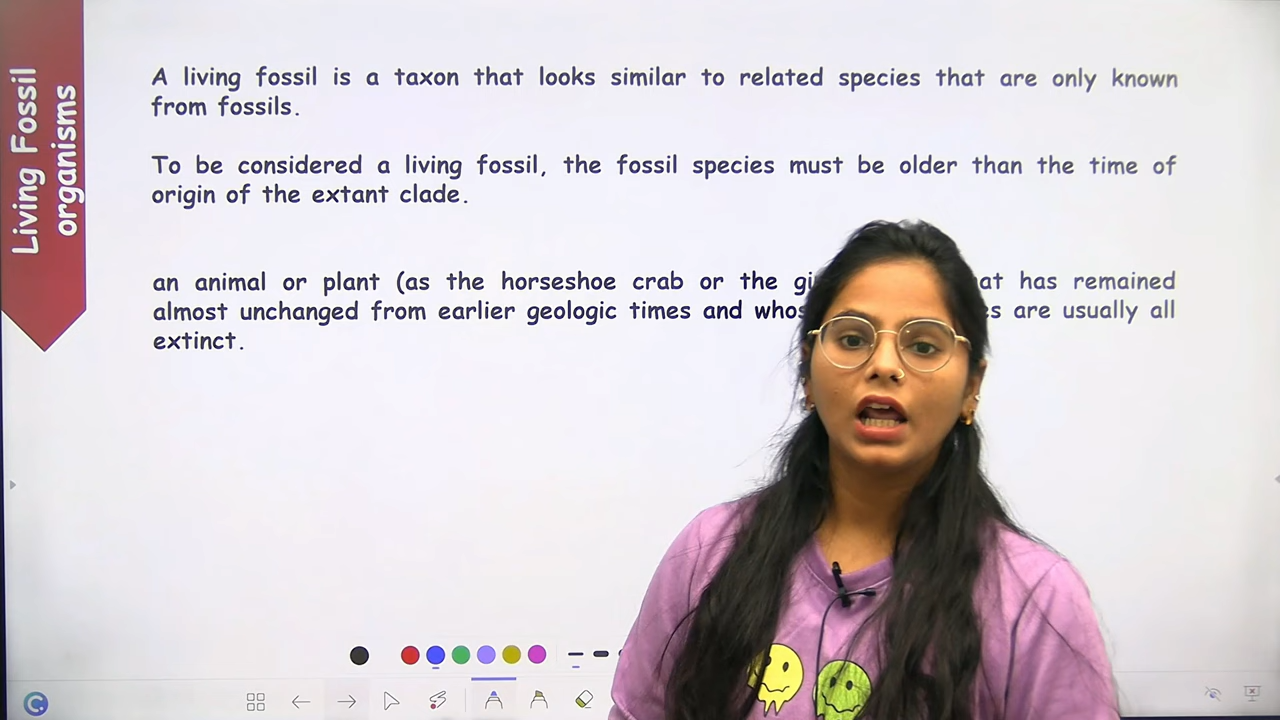 Living Fossil
organisms
A living fossil is a taxon that looks similar to related species that are only known
from fossils.
To be considered a living fossil, the fossil species must be older than the time of
origin of the extant clade.
an animal or plant (as the horseshoe crab or the has remained
almost unchanged from earlier geologic times and are usually all
extinct.